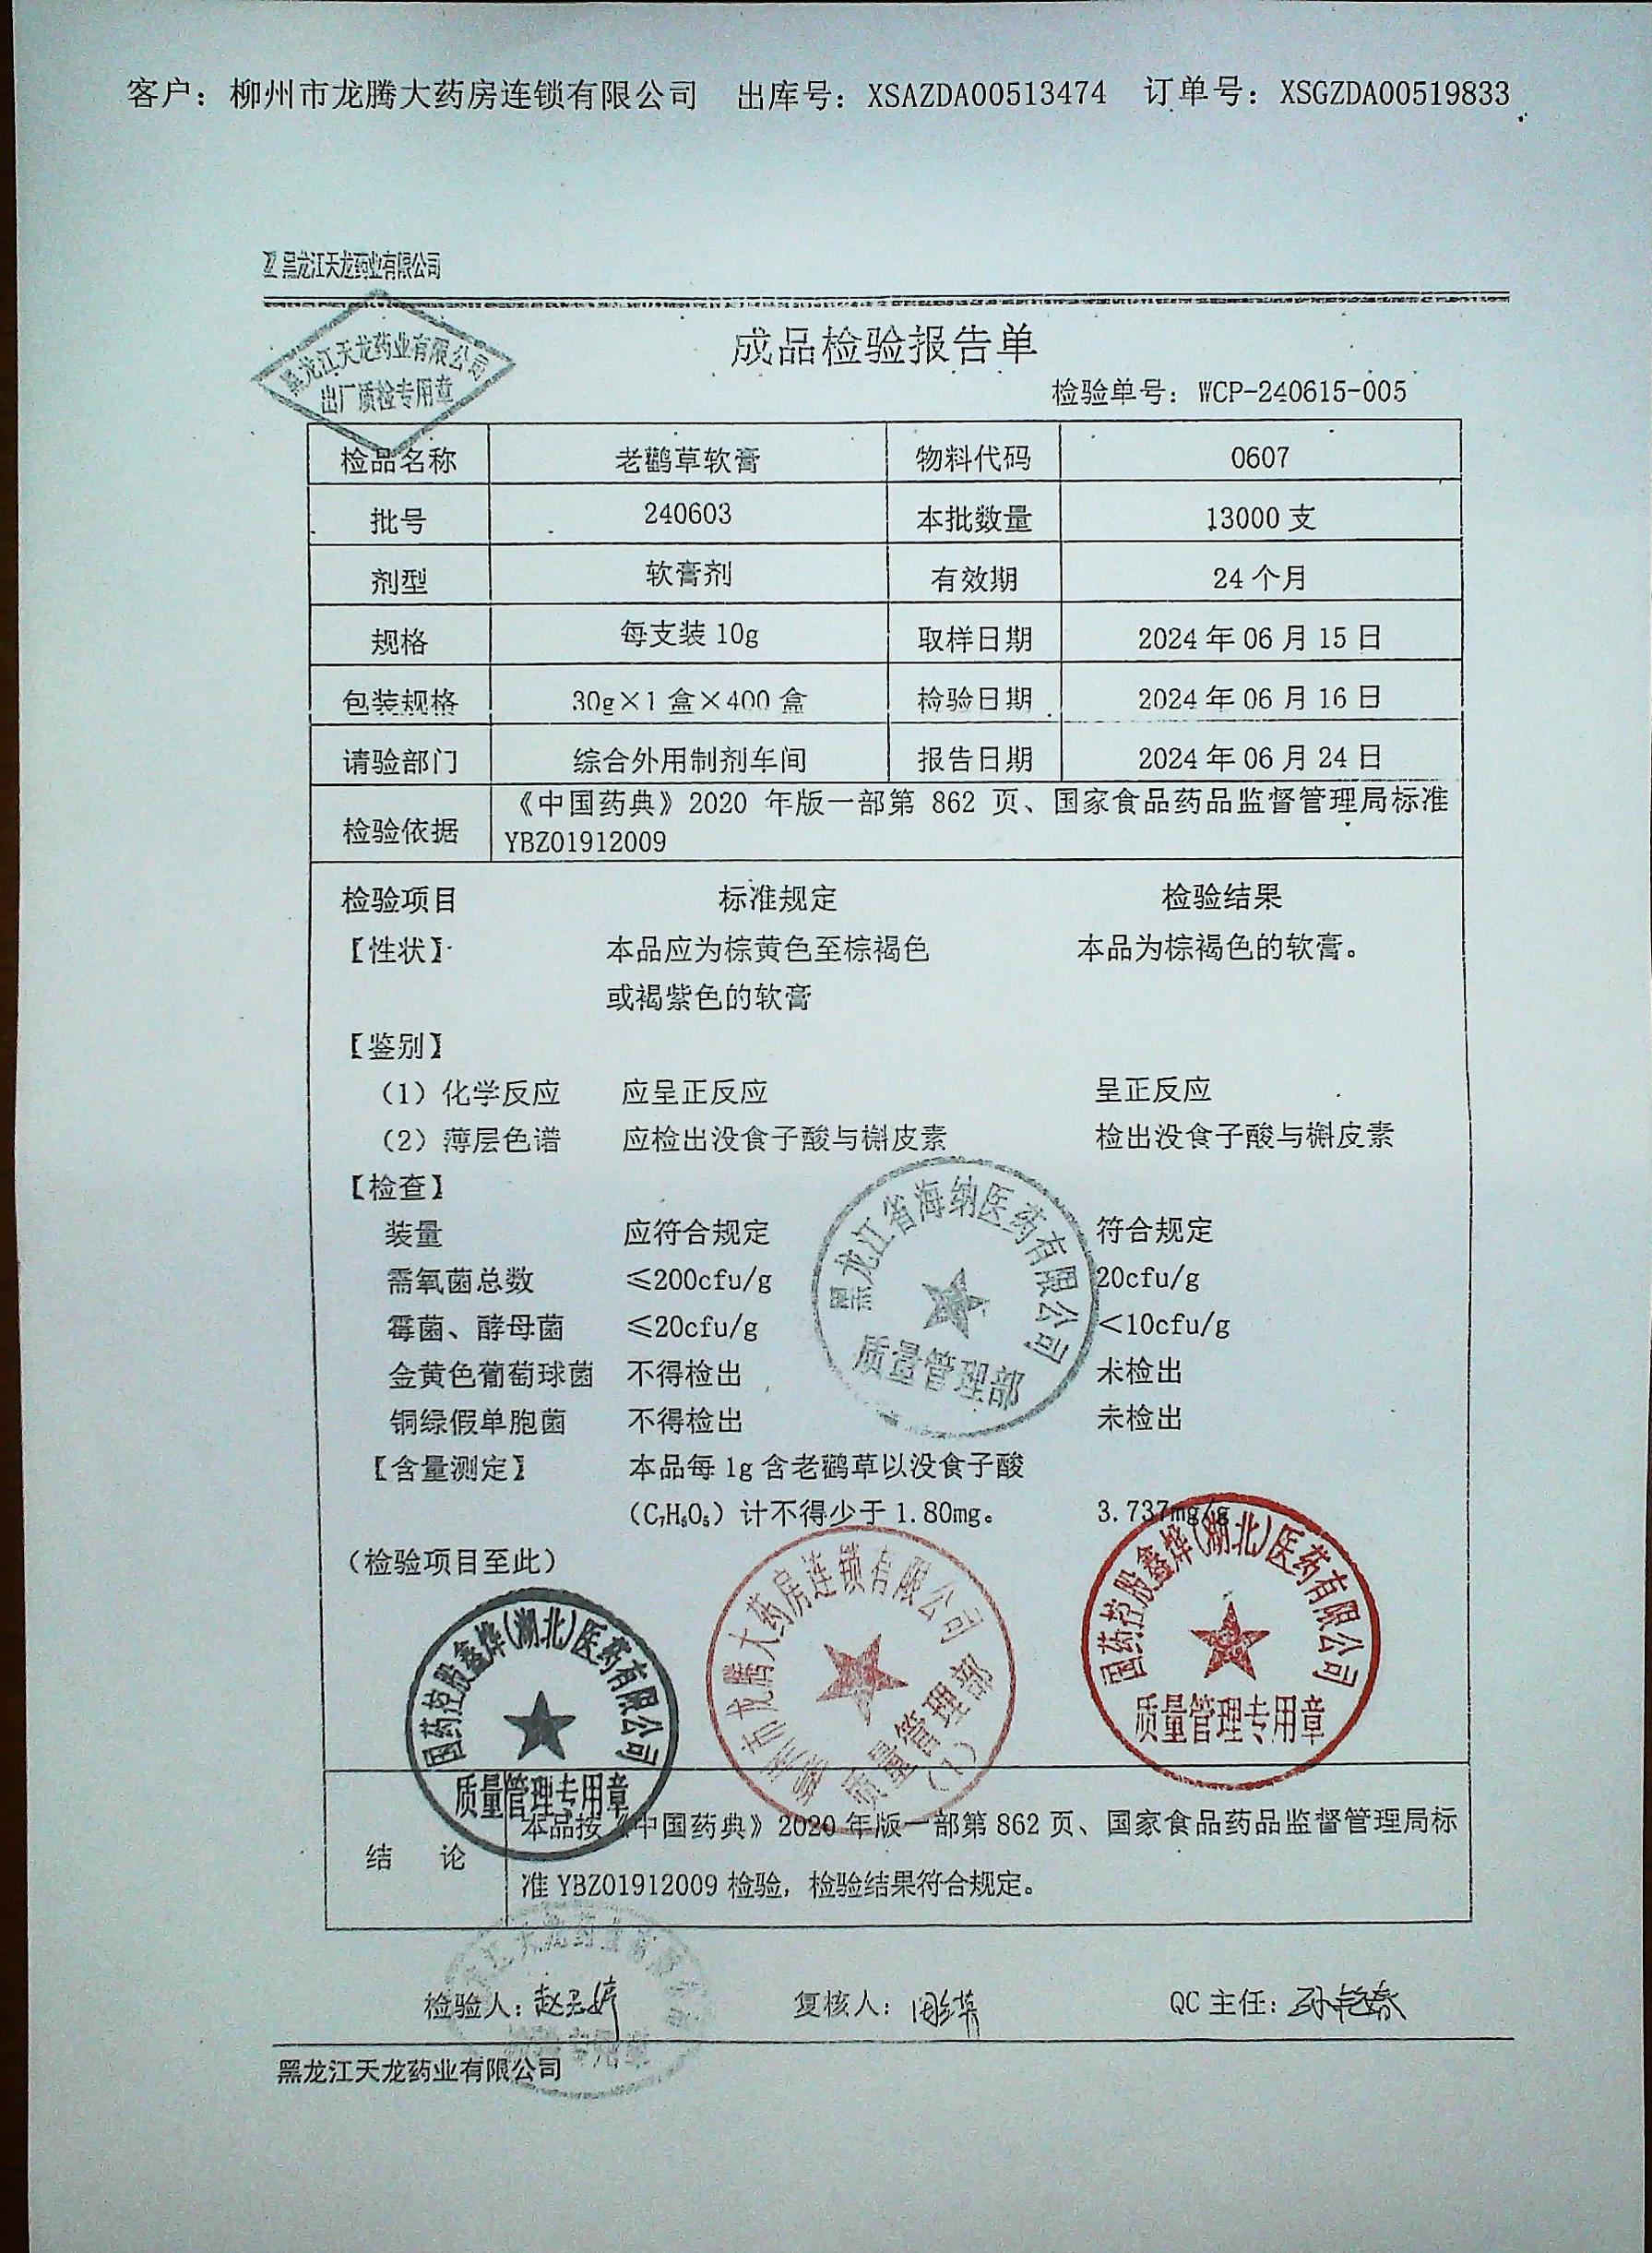 客户：柳州市龙腾大药房连锁有限公司 出库号：XSAZDA00513474 订单号：XSGZDA00519833
黑龙江天龙药业有限公司
黑龙江天龙药业有限公司
出厂质检专用章
成品检验报告单
检验单号：WCP-240615-005
检品名称 老鹳草软膏 物料代码 0607
批号 240603 本批数量 13000支
剂型 软膏剂 有效期 24个月
规格 每支装10g 取样日期 2024年06月15日
包装规格 30g×1盒×400盒 检验日期 2024年06月16日
请验部门 综合外用制剂车间 报告日期 2024年06月24日
检验依据 《中国药典》2020 年版一部第 862 页、国家食品药品监督管理局标准
YBZ01912009
检验项目 标准规定 检验结果
【性状】 本品应为棕黄色至棕褐色 本品为棕褐色的软膏。
或褐紫色的软膏
【鉴别】
（1）化学反应 应呈正反应 呈正反应
（2）薄层色谱 应检出没食子酸与槲皮素 检出没食子酸与槲皮素
【检查】
装量 应符合规定 符合规定
需氧菌总数 ≤200cfu/g 20cfu/g
霉菌、酵母菌 ≤20cfu/g <10cfu/g
金黄色葡萄球菌 不得检出 未检出
铜绿假单胞菌 不得检出 未检出
黑龙江省海纳医药有限公司
质量管理部
【含量测定】 本品每1g含老鹳草以没食子酸
（C₇H₆O₅）计不得少于1.80mg。 3.737mg/g
（检验项目至此）
国药控股鑫烨(湖北)医药有限公司
质量管理专用章
市龙腾大药房连锁有限公司
质量管理部
(1)
国药控股鑫烨(湖北)医药有限公司
质量管理专用章
结 论 本品按《中国药典》2020年版一部第862页、国家食品药品监督管理局标
准YBZ01912009检验，检验结果符合规定。
检验人： 复核人： QC主任：
黑龙江天龙药业有限公司